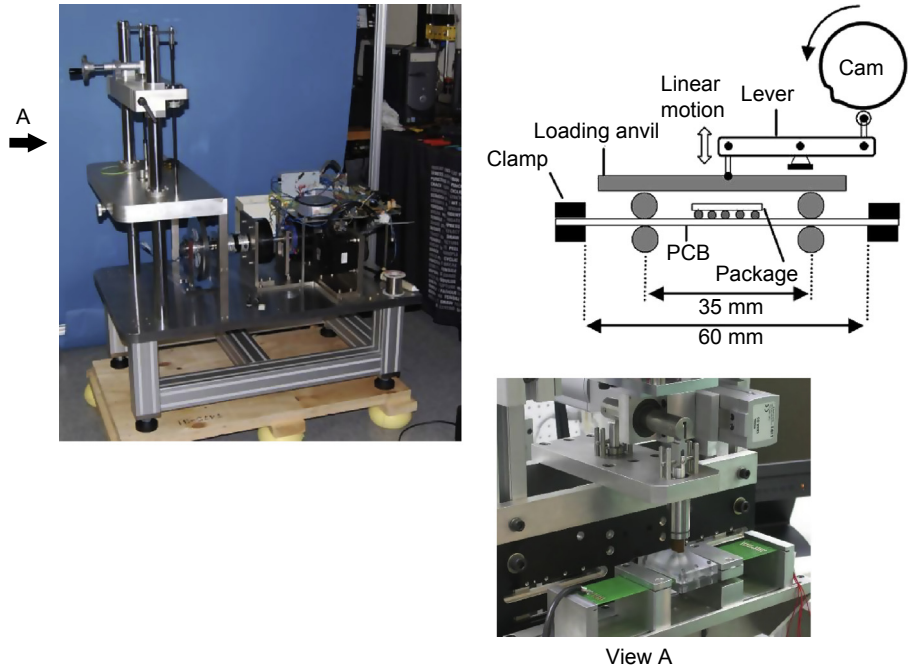 A
Cam
Linear
motion
Lever
Loading anvil
Clamp
PCB
Package
35 mm
60 mm
View A